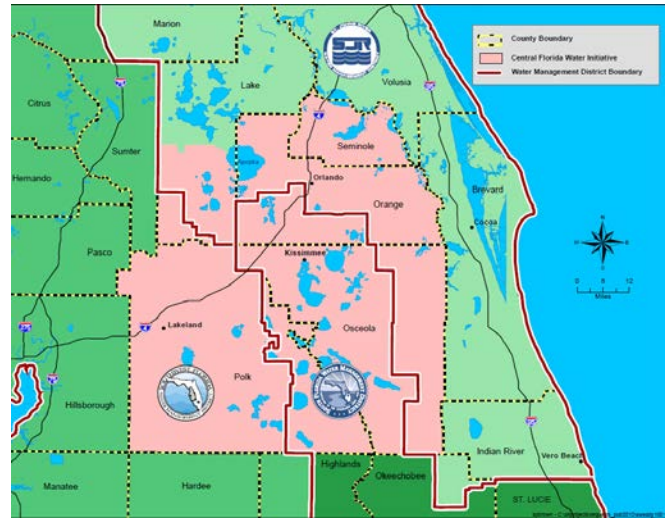 Marion
SJR
County Boundary
Central Florida Water Initiative
Water Management District Boundary
Citrus
Lake
Volusia
Sumter
Seminole
Hernando
Orlando
Orange
Brevard
Cocoa
Pasco
Kissimmee
0 6 12
Miles
Lakeland
Osceola
Polk
Hillsborough
Indian River
Vero Beach
Highlands
Okeechobee
Manatee
Hardee
ST. LUCIE